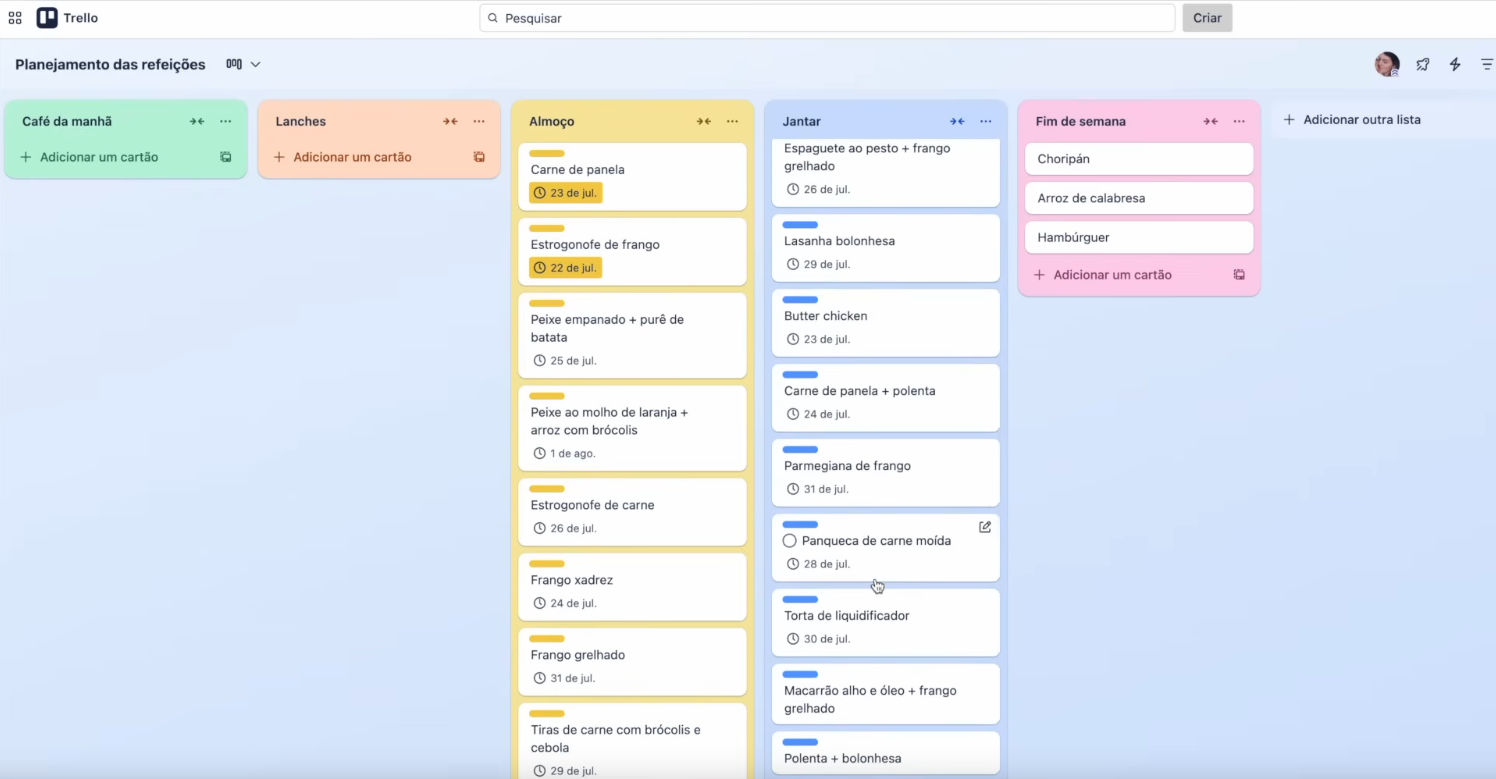 Trello
Pesquisar
Criar
Planejamento das refeições
Café da manhã
Adicionar um cartão
Lanches
Adicionar um cartão
Almoço
Carne de panela
23 de jul.
Estrogonofe de frango
22 de jul.
Peixe empanado + purê de
batata
25 de jul.
Peixe ao molho de laranja +
arroz com brócolis
1 de ago.
Estrogonofe de carne
26 de jul.
Frango xadrez
24 de jul.
Frango grelhado
31 de jul.
Tiras de carne com brócolis e
cebola
29 de jul.
Jantar
Espaguete ao pesto + frango
grelhado
26 de jul.
Lasanha bolonhesa
29 de jul.
Butter chicken
23 de jul.
Carne de panela + polenta
24 de jul.
Parmegiana de frango
31 de jul.
Panqueca de carne moída
28 de jul.
Torta de liquidificador
30 de jul.
Macarrão alho e óleo + frango
grelhado
Polenta + bolonhesa
Fim de semana
Choripán
Arroz de calabresa
Hambúrguer
Adicionar um cartão
Adicionar outra lista